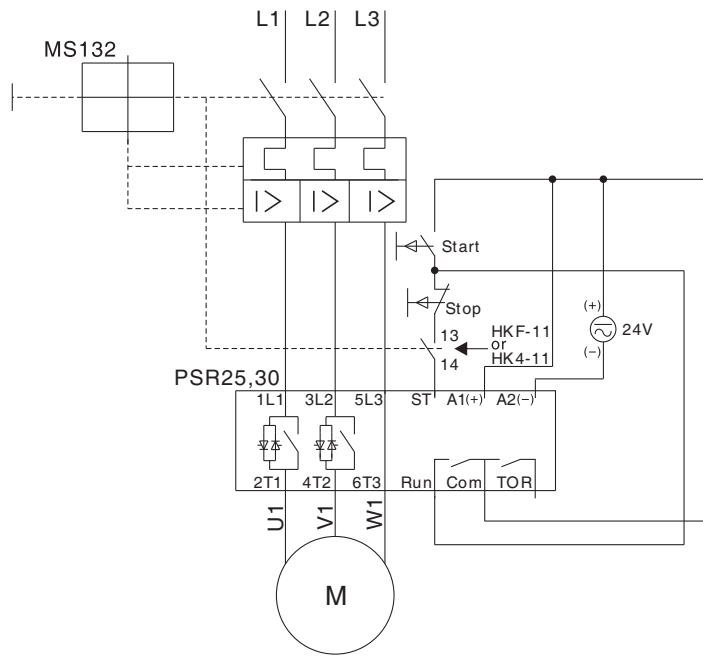 L1 L2 L3
MS132
Start
Stop
(+)
24V
(−)
13
HKF-11
or
14
HK4-11
PSR25,30
1L1 3L2 5L3 ST A1(+) A2(−)
2T1 4T2 6T3 Run Com TOR
U1 V1 W1
M